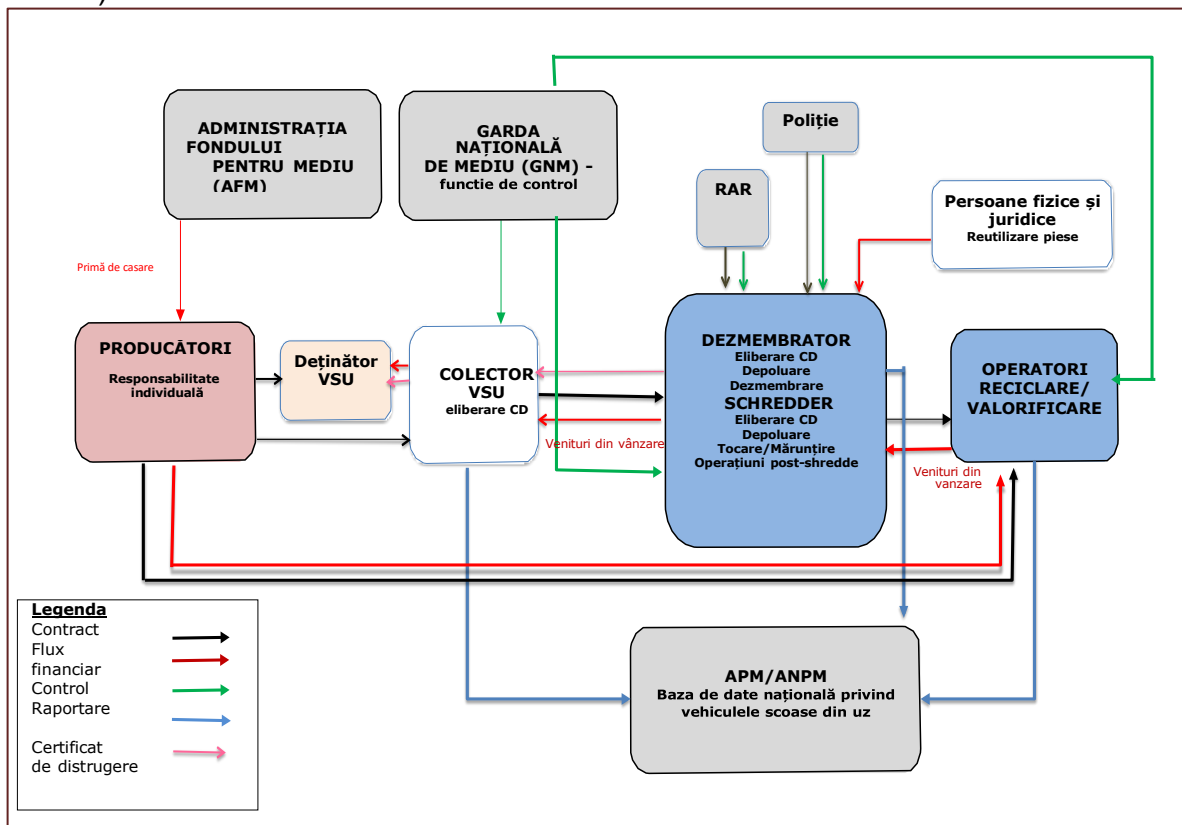 )
ADMINISTRAȚIA
FONDULUI
PENTRU MEDIU
(AFM)
GARDA
NAȚIONALĂ
DE MEDIU (GNM) -
functie de control
Poliție
RAR
Persoane fizice și
juridice
Reutilizare piese
Primă de casare
PRODUCĂTORI
Responsabilitate
individuală
Deținător
VSU
COLECTOR
VSU
eliberare CD
Venituri din vânzare
DEZMEMBRATOR
Eliberare CD
Depoluare
Dezmembrare
SCHREDDER
Eliberare CD
Depoluare
Tocare/Mărunțire
Operațiuni post-shredde
OPERATORI
RECICLARE/
VALORIFICARE
Venituri din
vanzare
Legenda
Contract
Flux
financiar
Control
Raportare
Certificat
de distrugere
APM/ANPM
Baza de date națională privind
vehiculele scoase din uz